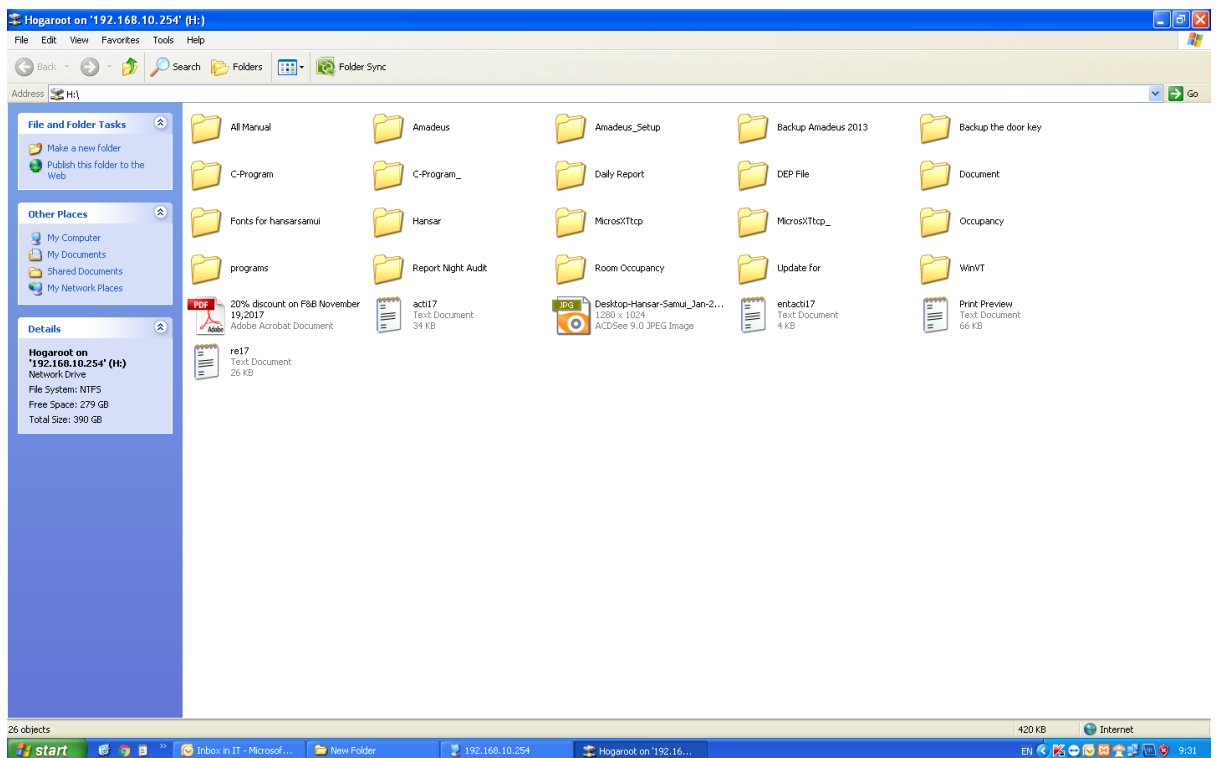 Hogaroot on '192.168.10.254' (H:)
File Edit View Favorites Tools Help
Back Search Folders Folder Sync
Address H:\ Go
File and Folder Tasks
Make a new folder
Publish this folder to the
Web
Other Places
My Computer
My Documents
Shared Documents
My Network Places
Details
Hogaroot on
'192.168.10.254' (H:)
Network Drive
File System: NTFS
Free Space: 279 GB
Total Size: 390 GB
All Manual Amadeus Amadeus_Setup Backup Amadeus 2013 Backup the door key
C-Program C-Program_ Daily Report DEP File Document
Fonts for hansarsamui Hansar MicrosXTtcp MicrosXTtcp_ Occupancy
programs Report Night Audit Room Occupancy Update for WinVT
PDF
Adobe
20% discount on F&B November
19,2017
Adobe Acrobat Document
acti17
Text Document
34 KB
JPG
Desktop-Hansar-Samui_Jan-2...
1280 x 1024
ACDSee 9.0 JPEG Image
entacti17
Text Document
4 KB
Print Preview
Text Document
66 KB
re17
Text Document
26 KB
26 objects 420 KB Internet
start Inbox in IT - Microsof... New Folder 192.168.10.254 Hogaroot on '192.16... EN 9:31